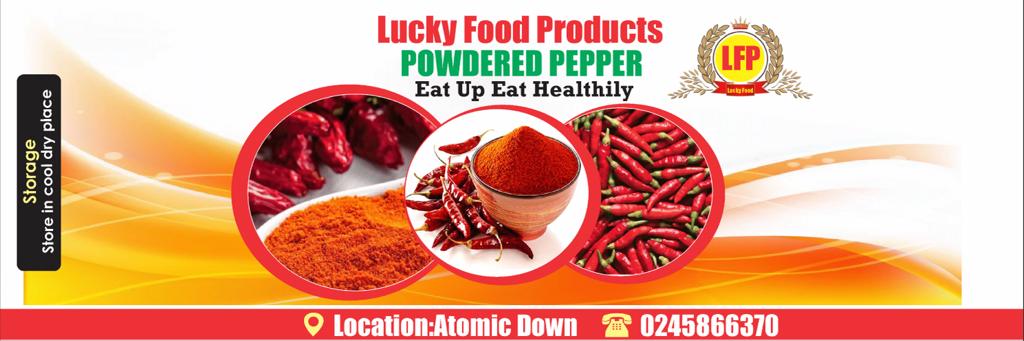 Lucky Food Products
POWDERED PEPPER
Eat Up Eat Healthily
LFP
Lucky Food
Storage
Store in cool dry place
Location:Atomic Down
0245866370